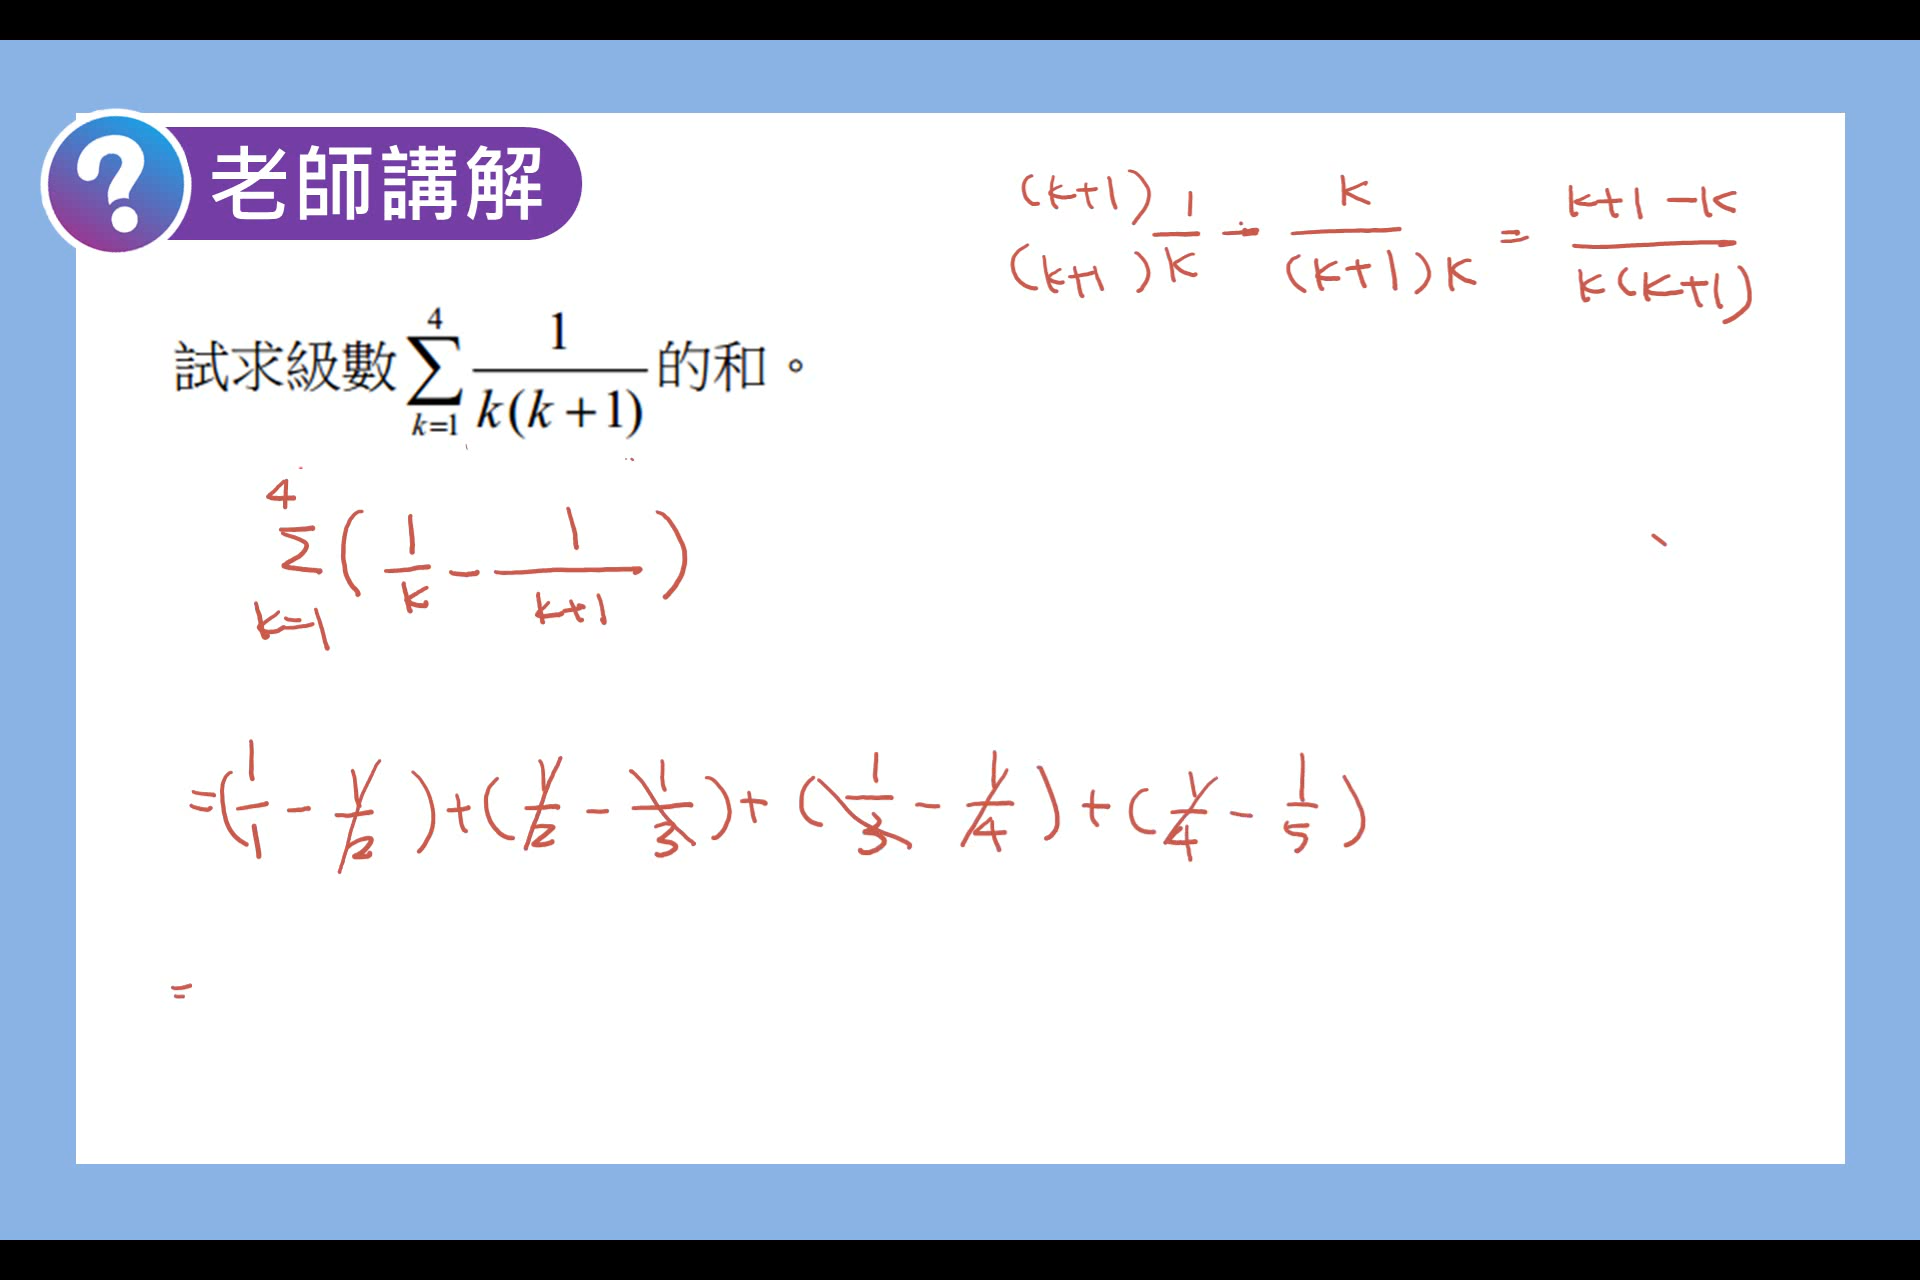 老師講解
(k+1) 1/(k+1) k - k/(k+1)k = k+1-k/k(k+1)
試求級數 4∑k=1 1/k(k+1) 的和。
4∑k=1 (1/k - 1/k+1)
=(1/1 - 1/2)+(1/2 - 1/3)+(1/3 - 1/4)+(1/4 - 1/5)
=